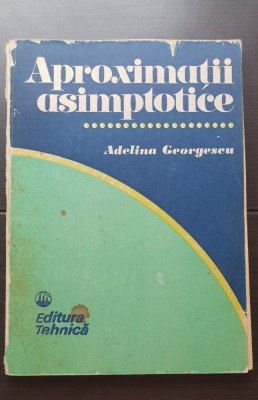 Aproximații
asimptotice
Adelina Georgescu
Editura
Tehnică